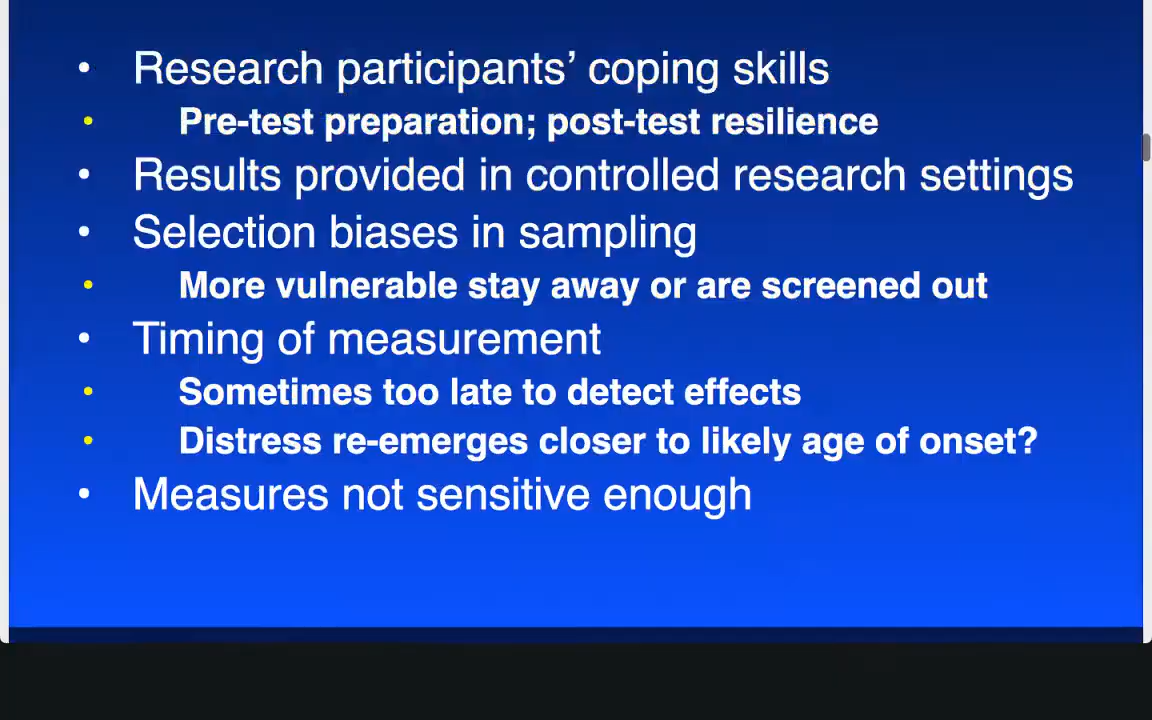 • Research participants’ coping skills
• Pre-test preparation; post-test resilience
• Results provided in controlled research settings
• Selection biases in sampling
• More vulnerable stay away or are screened out
• Timing of measurement
• Sometimes too late to detect effects
• Distress re-emerges closer to likely age of onset?
• Measures not sensitive enough